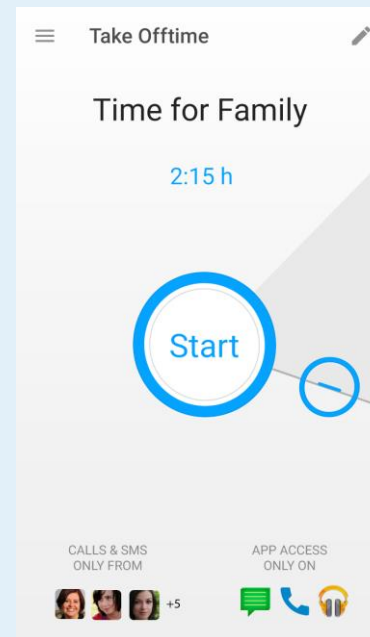 Take Offtime
Time for Family
2:15 h
Start
CALLS & SMS
ONLY FROM
APP ACCESS
ONLY ON
+5